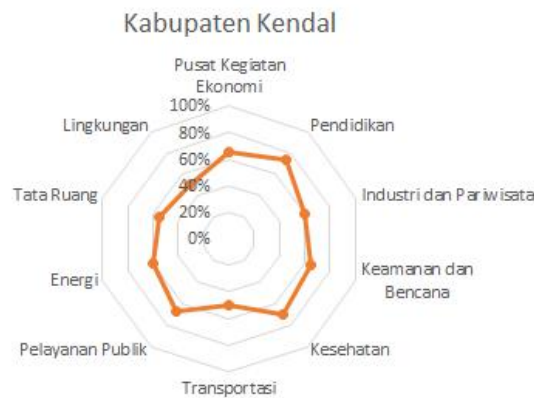 Kabupaten Kendal
Pusat Kegiatan
Ekonomi
100%
80%
60%
40%
20%
0%
Pendidikan
Industri dan Pariwisata
Keamanan dan
Bencana
Kesehatan
Transportasi
Pelayanan Publik
Energi
Tata Ruang
Lingkungan